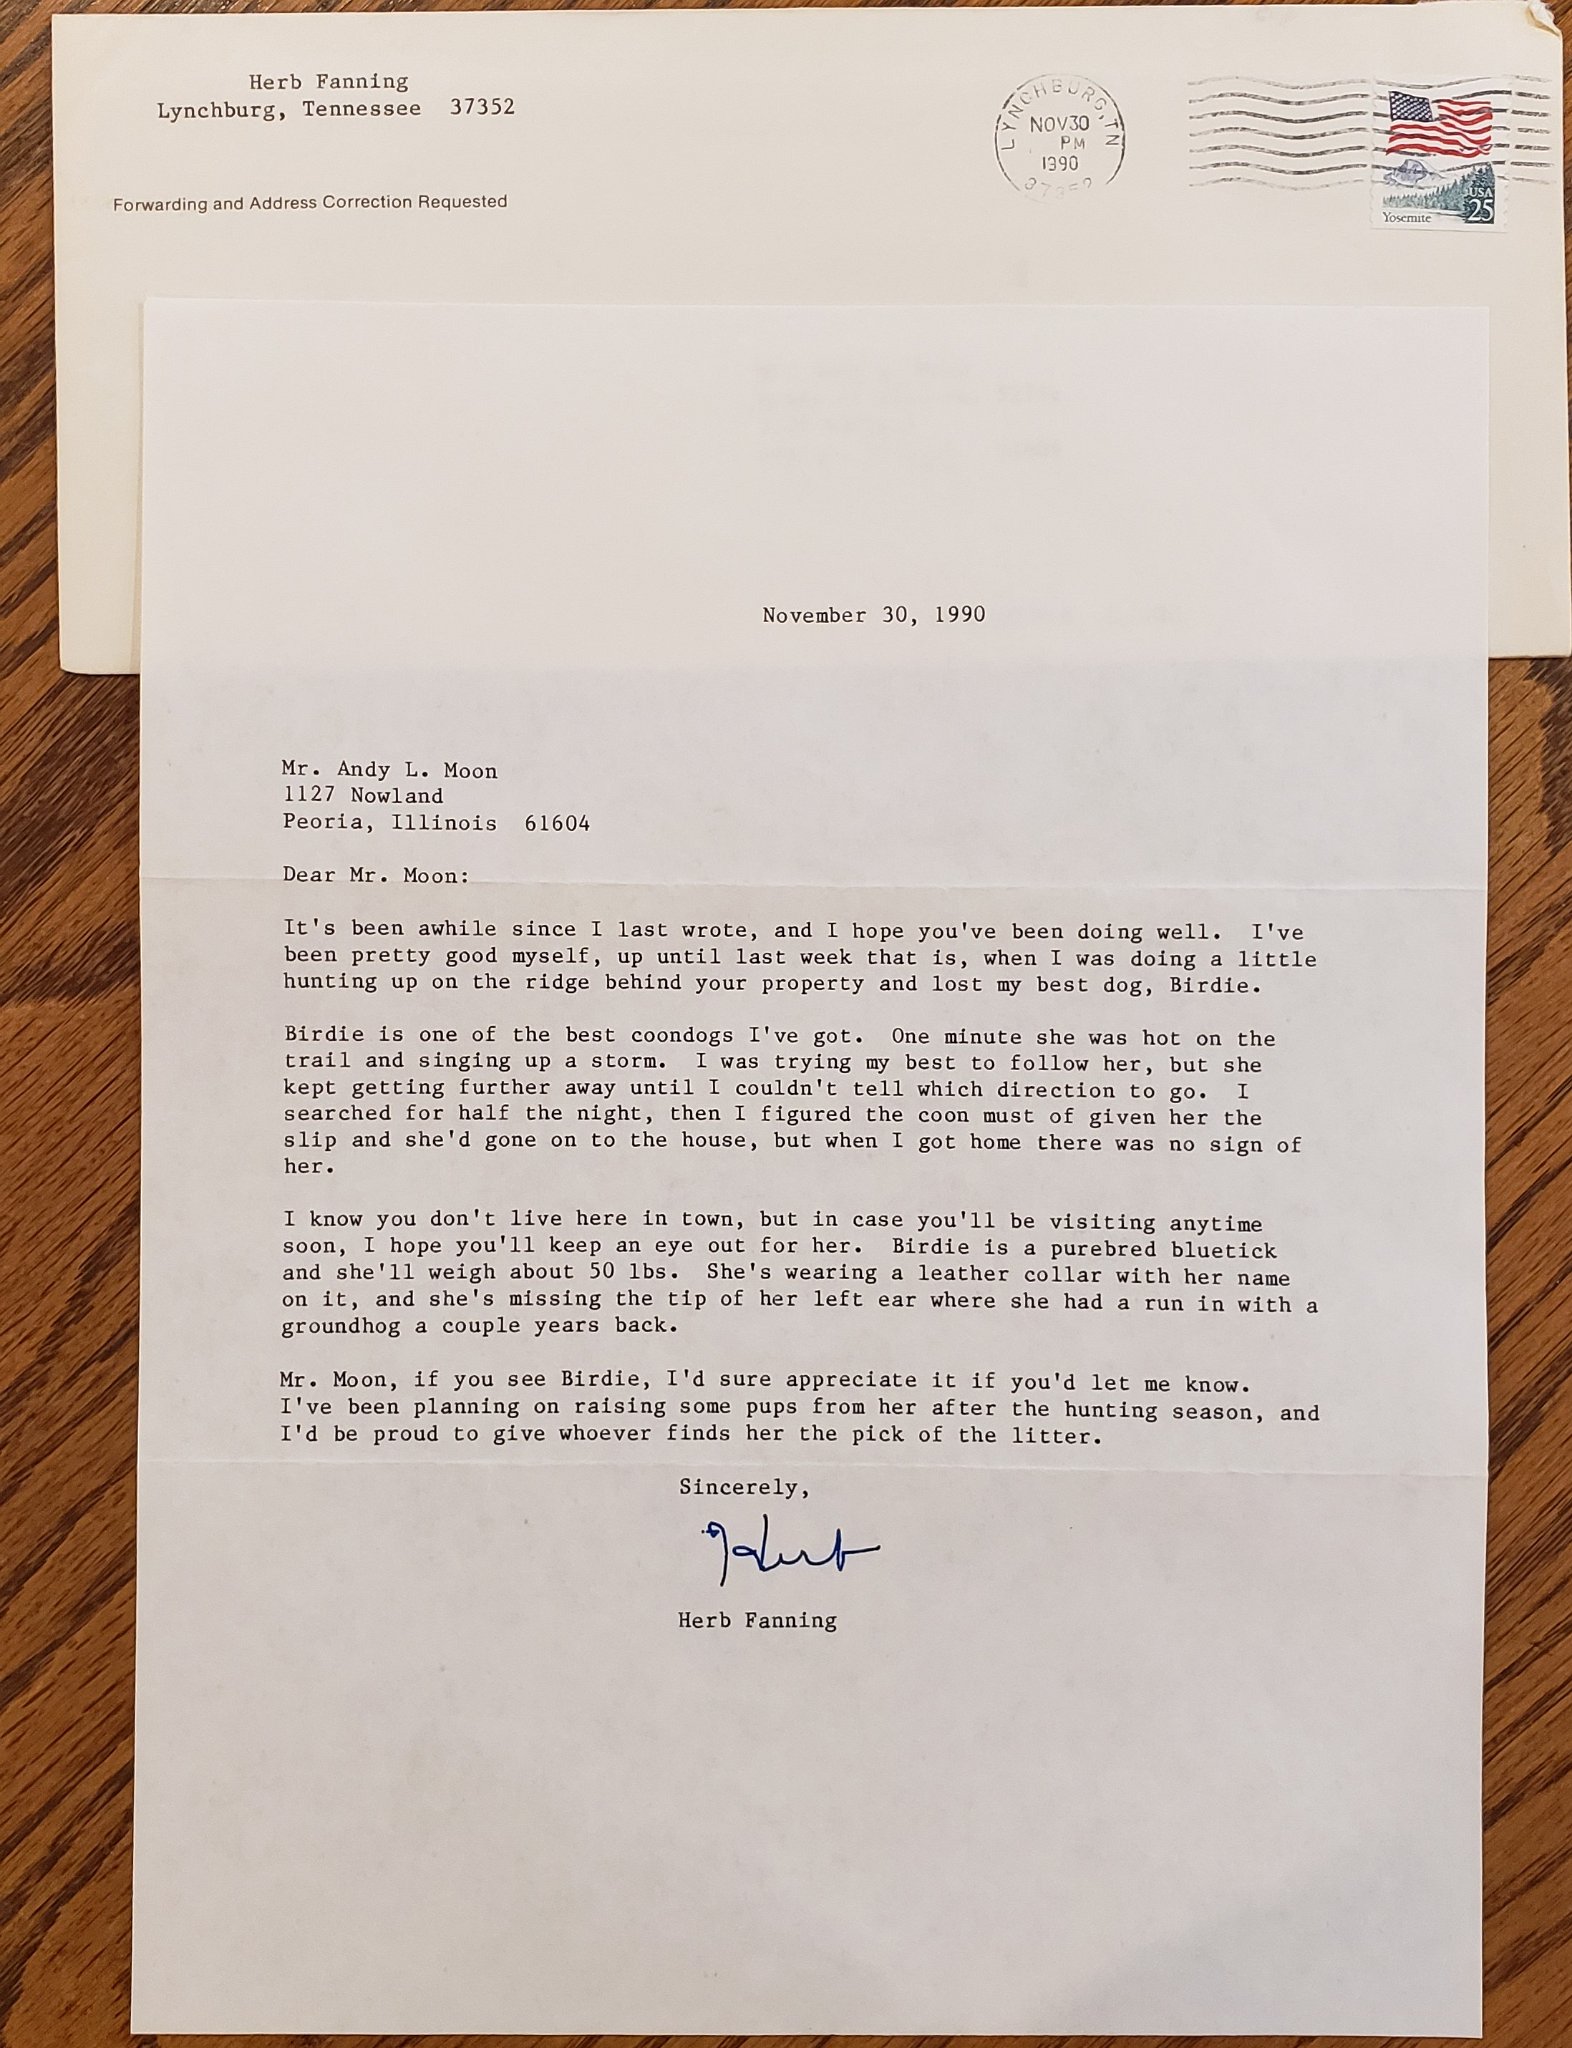 Herb Fanning
Lynchburg, Tennessee 37352
Forwarding and Address Correction Requested
LYNCHBURG, TN
NOV 30
PM
1990
USA
25
Yosemite
November 30, 1990
Mr. Andy L. Moon
1127 Nowland
Peoria, Illinois 61604
Dear Mr. Moon:
It's been awhile since I last wrote, and I hope you've been doing well. I've
been pretty good myself, up until last week that is, when I was doing a little
hunting up on the ridge behind your property and lost my best dog, Birdie.
Birdie is one of the best coondogs I've got. One minute she was hot on the
trail and singing up a storm. I was trying my best to follow her, but she
kept getting further away until I couldn't tell which direction to go. I
searched for half the night, then I figured the coon must of given her the
slip and she'd gone on to the house, but when I got home there was no sign of
her.
I know you don't live here in town, but in case you'll be visiting anytime
soon, I hope you'll keep an eye out for her. Birdie is a purebred bluetick
and she'll weigh about 50 lbs. She's wearing a leather collar with her name
on it, and she's missing the tip of her left ear where she had a run in with a
groundhog a couple years back.
Mr. Moon, if you see Birdie, I'd sure appreciate it if you'd let me know.
I've been planning on raising some pups from her after the hunting season, and
I'd be proud to give whoever finds her the pick of the litter.
Sincerely,
Herb
Herb Fanning